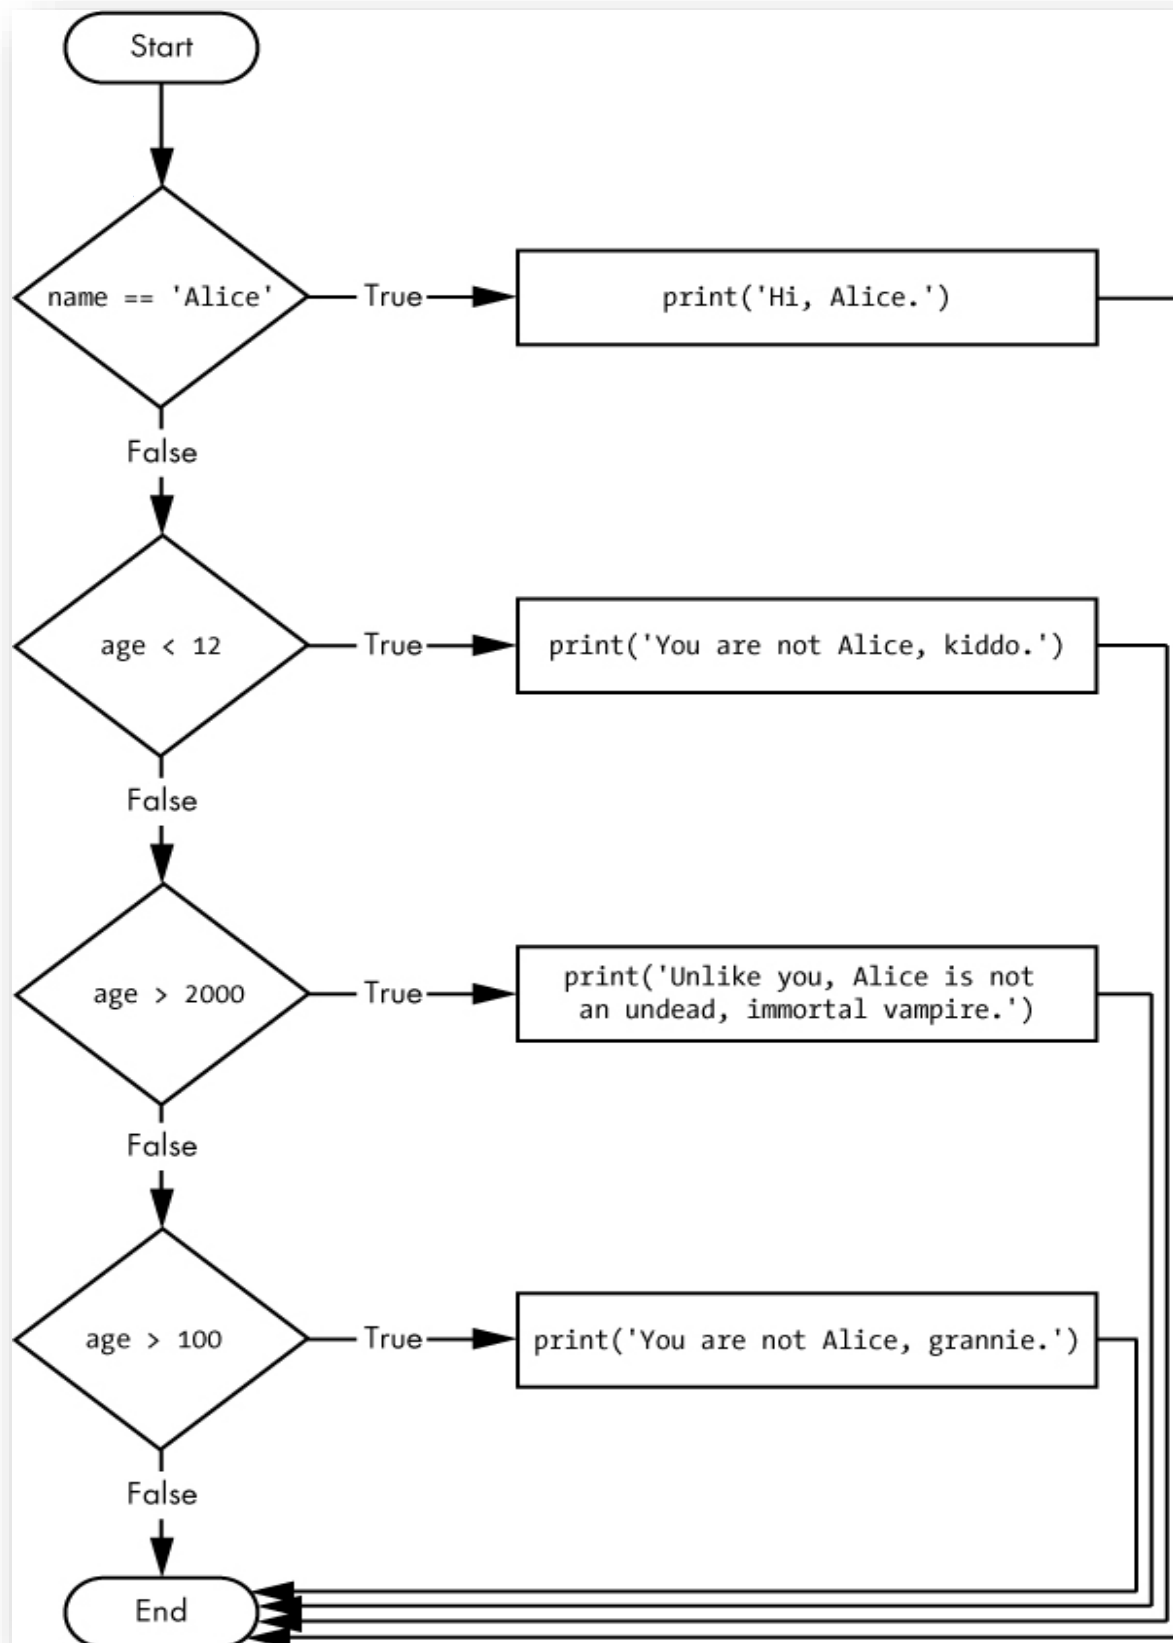 Start
name == 'Alice'
True
print('Hi, Alice.')
False
age < 12
True
print('You are not Alice, kiddo.')
False
age > 2000
True
print('Unlike you, Alice is not
an undead, immortal vampire.')
False
age > 100
True
print('You are not Alice, grannie.')
False
End